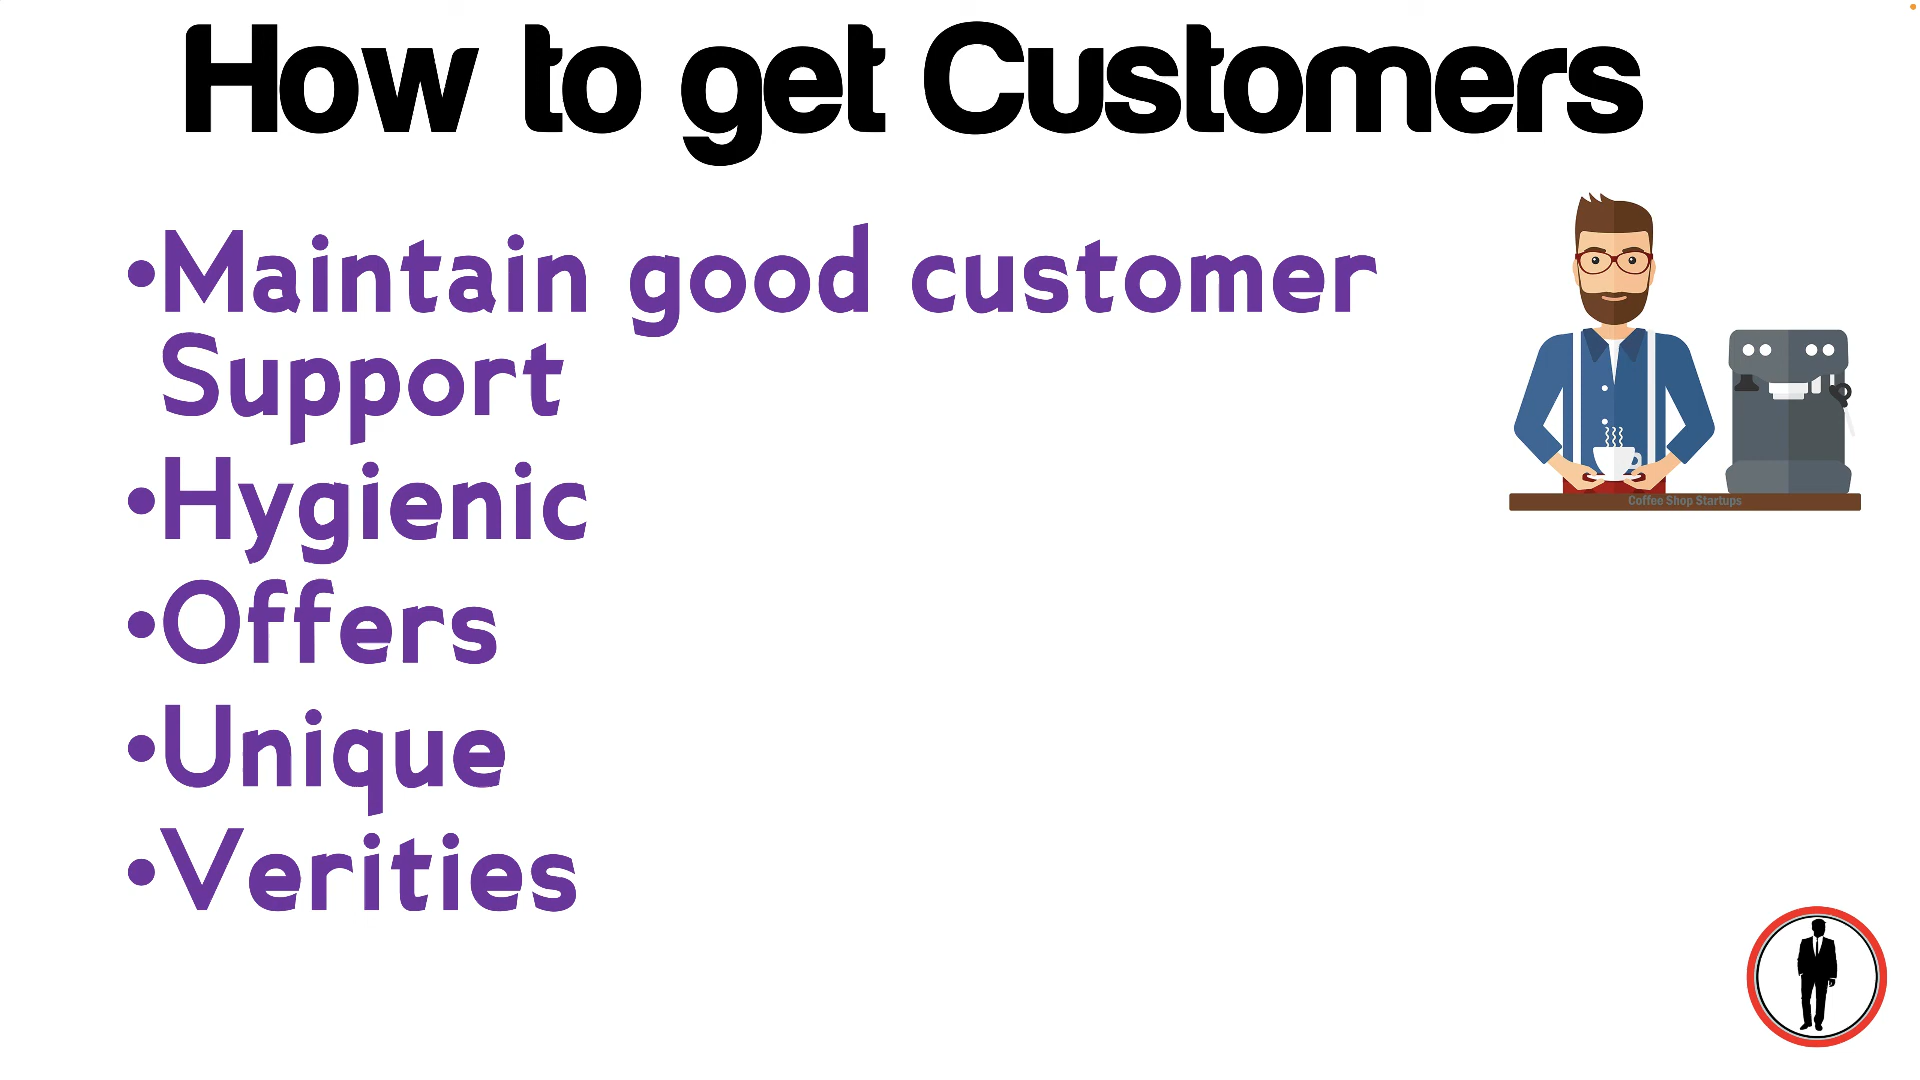 How to get Customers
•Maintain good customer
Support
•Hygienic
•Offers
•Unique
•Verities
Coffee Shop Startups